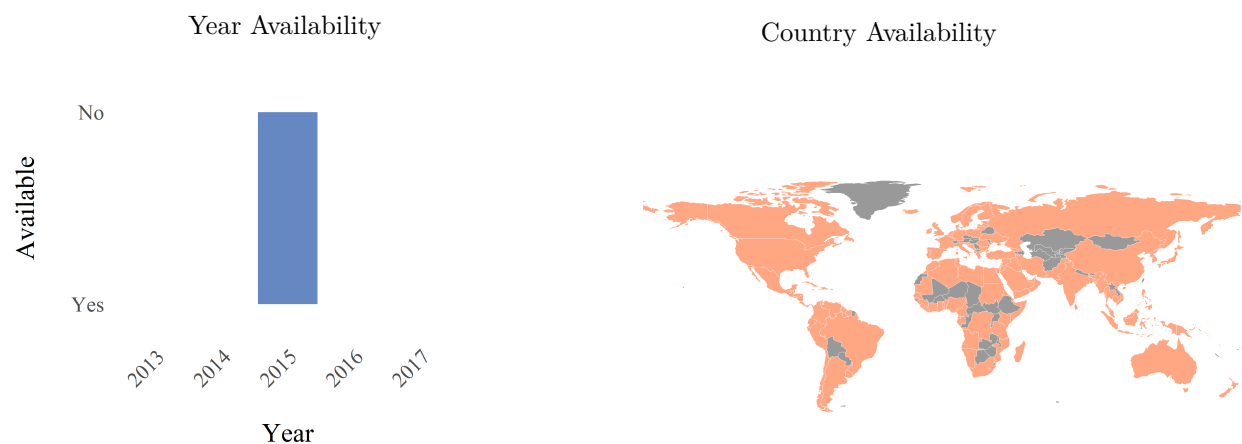 Year Availability
Country Availability
Available
No
Yes
2013
2014
2015
2016
2017
Year